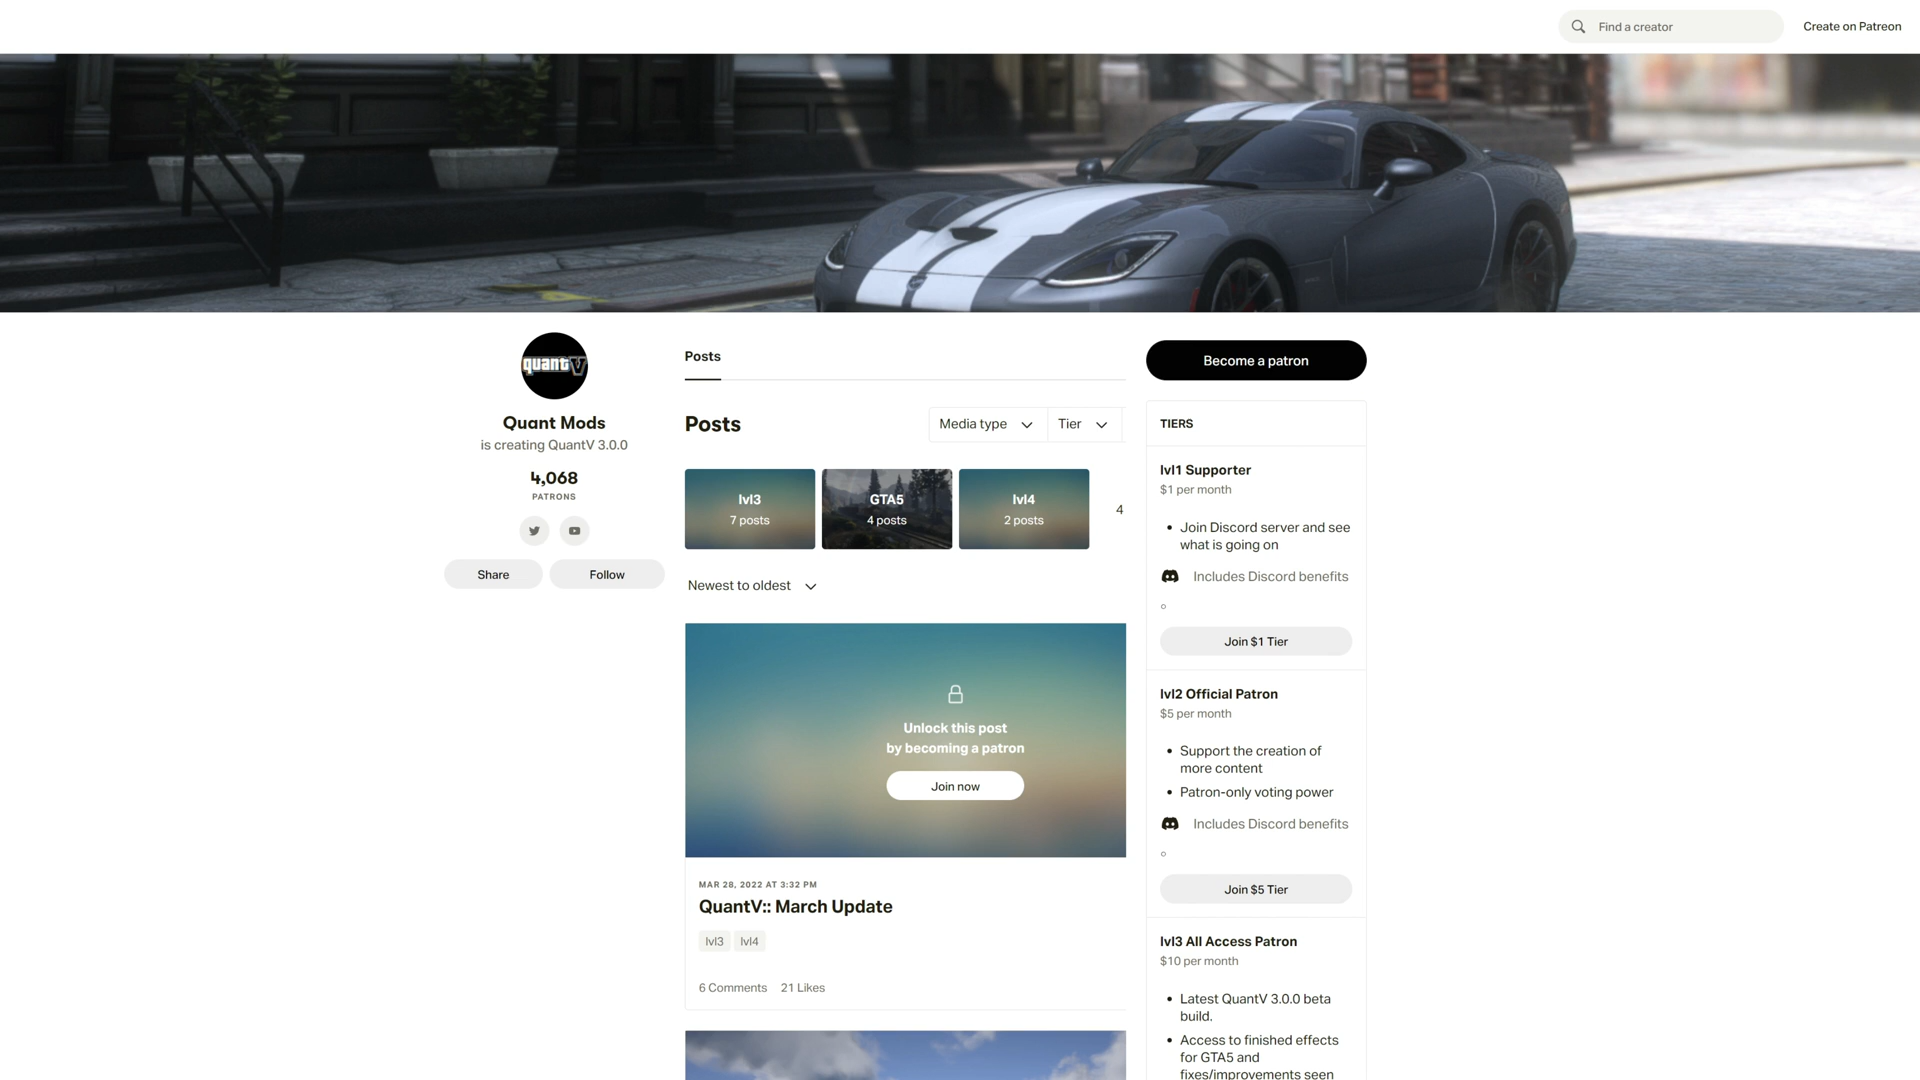 Find a creator
Create on Patreon
quantV
Quant Mods
is creating QuantV 3.0.0
4,068
PATRONS
Share
Follow
Posts
Posts
Media type
Tier
lvl3
7 posts
GTA5
4 posts
lvl4
2 posts
4
Newest to oldest
Unlock this post
by becoming a patron
Join now
MAR 28, 2022 AT 3:32 PM
QuantV:: March Update
lvl3
lvl4
6 Comments
21 Likes
Become a patron
TIERS
lvl1 Supporter
$1 per month
Join Discord server and see
what is going on
Includes Discord benefits
Join $1 Tier
lvl2 Official Patron
$5 per month
Support the creation of
more content
Patron-only voting power
Includes Discord benefits
Join $5 Tier
lvl3 All Access Patron
$10 per month
Latest QuantV 3.0.0 beta
build.
Access to finished effects
for GTA5 and
fixes/improvements seen